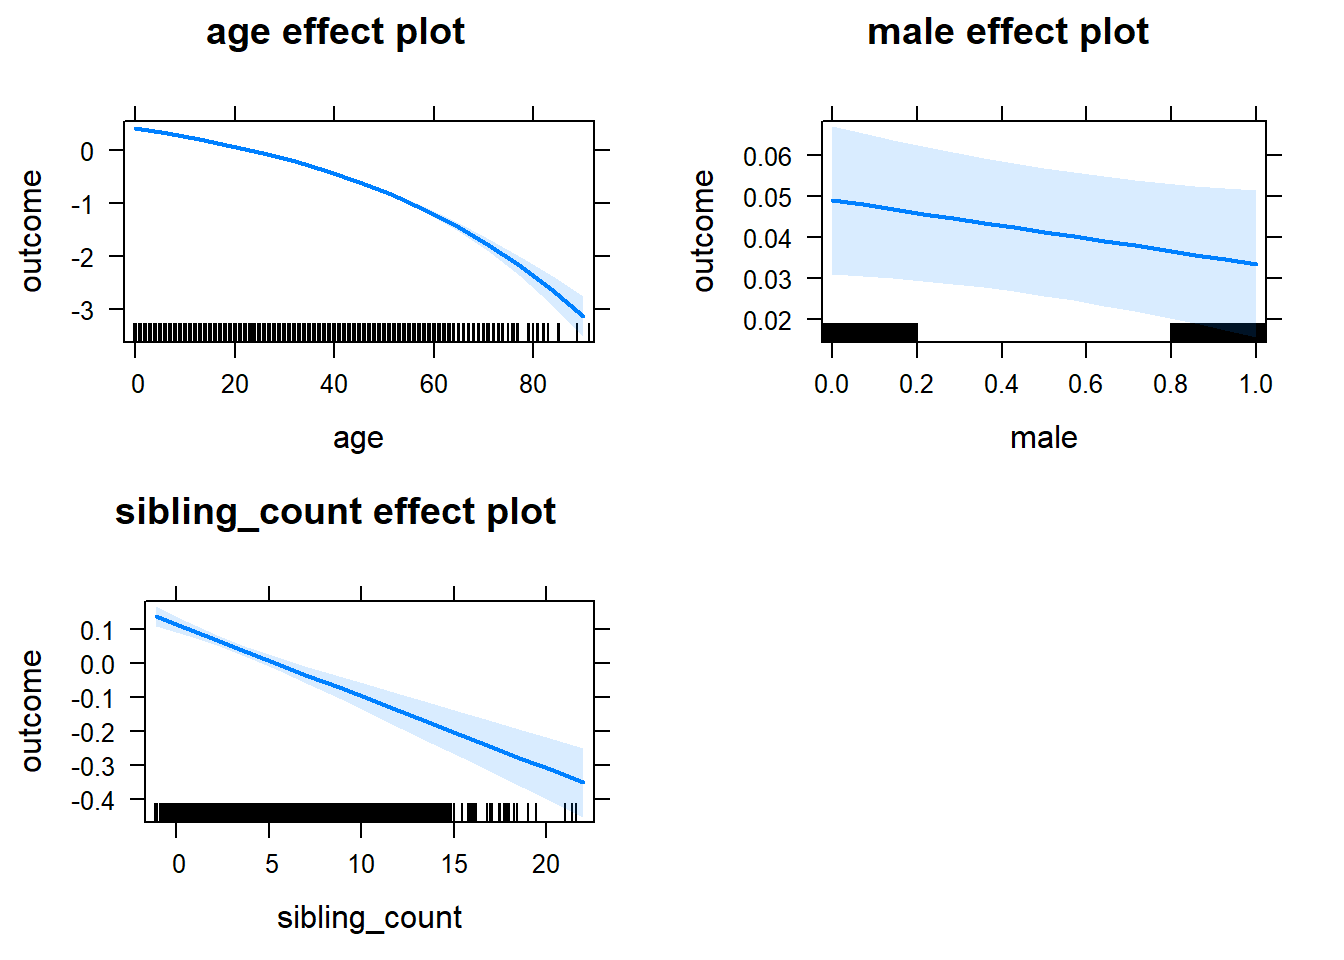 age effect plot
outcome
0
-1
-2
-3
0 20 40 60 80
age
male effect plot
outcome
0.06
0.05
0.04
0.03
0.02
0.0 0.2 0.4 0.6 0.8 1.0
male
sibling_count effect plot
outcome
0.1
0.0
-0.1
-0.2
-0.3
-0.4
0 5 10 15 20
sibling_count